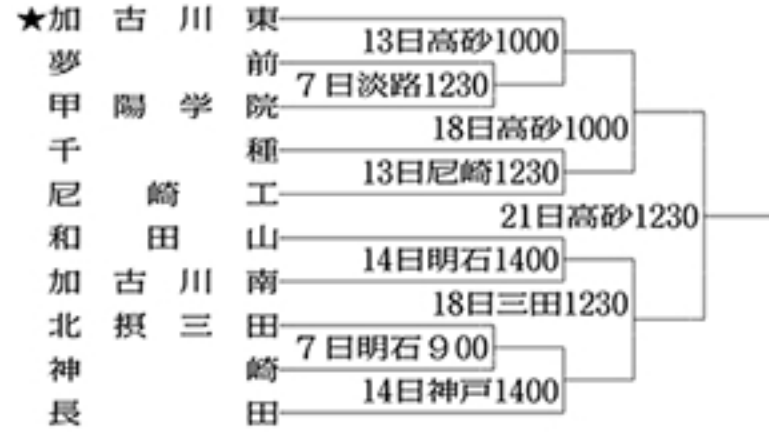 ★加古川東
13日高砂1000
夢前
7日淡路1230
甲陽学院
18日高砂1000
千種
13日尼崎1230
尼崎工
21日高砂1230
和田山
14日明石1400
加古川南
18日三田1230
北摂三田
7日明石900
神崎
14日神戸1400
長田